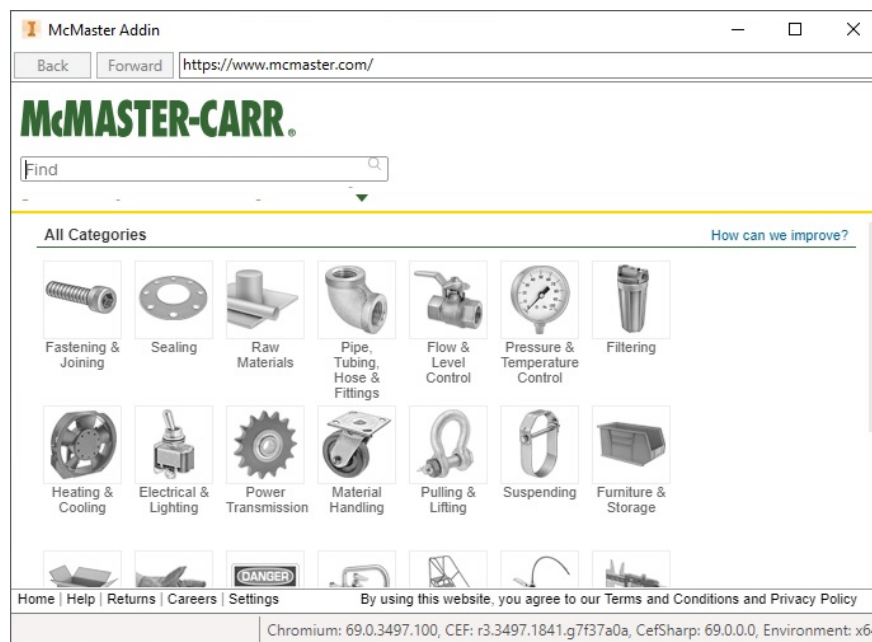 McMaster Addin
Back Forward https://www.mcmaster.com/
McMASTER-CARR®
Find
All Categories How can we improve?
Fastening & Joining
Sealing
Raw Materials
Pipe, Tubing, Hose & Fittings
Flow & Level Control
Pressure & Temperature Control
Filtering
Heating & Cooling
Electrical & Lighting
Power Transmission
Material Handling
Pulling & Lifting
Suspending
Furniture & Storage
DANGER
Home | Help | Returns | Careers | Settings By using this website, you agree to our Terms and Conditions and Privacy Policy
Chromium: 69.0.3497.100, CEF: r3.3497.1841.g7f37a0a, CefSharp: 69.0.0.0, Environment: x64